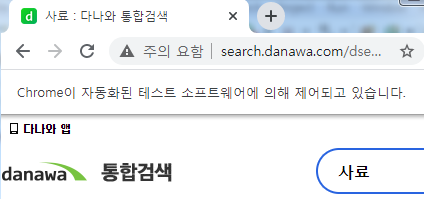 사료 : 다나와 통합검색
주의 요함 | search.danawa.com/dse...
Chrome이 자동화된 테스트 소프트웨어에 의해 제어되고 있습니다.
다나와 앱
danawa 통합검색 사료